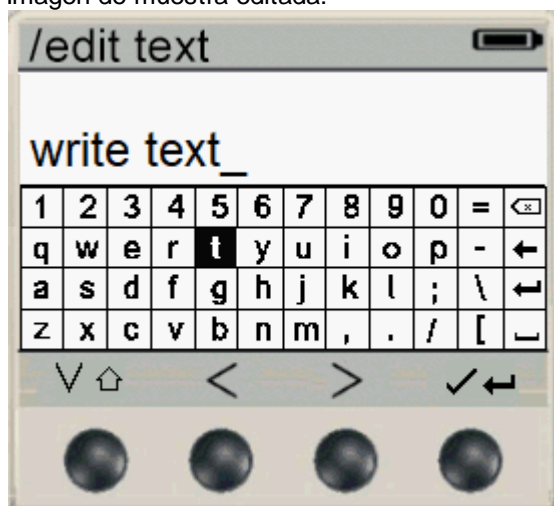 imagen de muestra editada.
/edit text
write text_
1 2 3 4 5 6 7 8 9 0 =
q w e r t y u i o p -
a s d f g h j k l ; \
z x c v b n m , . / [
< >